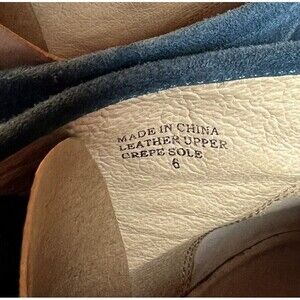 MADE IN CHINA
LEATHER UPPER
CREPE SOLE
6